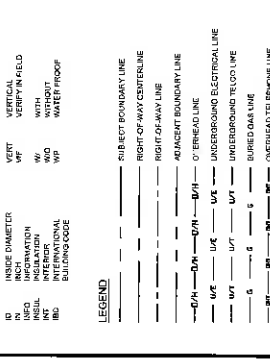 ID INSIDE DIAMETER
IN INCH
INFO INFORMATION
INSUL INSULATION
INT INTERIOR
IBC INTERNATIONAL
BUILDING CODE
VERT VERTICAL
VIF VERIFY IN FIELD
W/ WITH
W/O WITHOUT
WP WATER PROOF
LEGEND
SUBJECT BOUNDARY LINE
RIGHT-OF-WAY CENTERLINE
RIGHT-OF-WAY LINE
ADJACENT BOUNDARY LINE
O/H O/H O/H OVERHEAD LINE
U/E U/E U/E UNDERGROUND ELECTRICAL LINE
U/T U/T U/T UNDERGROUND TELCO LINE
G G G BURIED GAS LINE
OVERHEAD TELEPHONE LINE